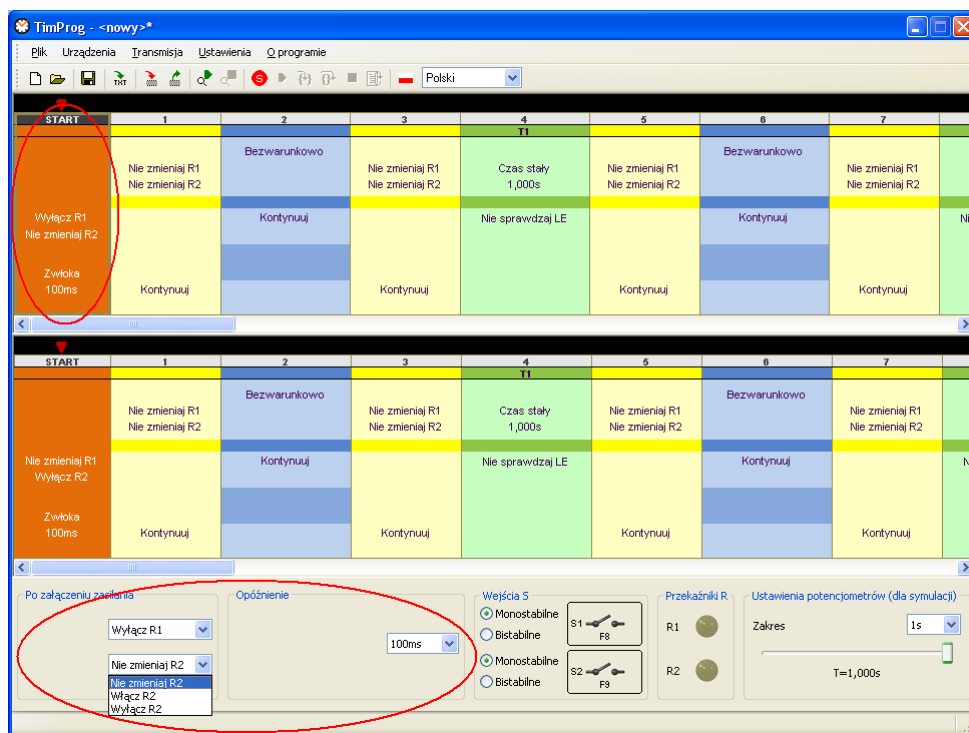 TimProg - <nowy>*
Plik Urządzenia Transmisja Ustawienia O programie
TXT S Polski
START 1 2 3 4 5 6 7
T1
Bezwarunkowo Bezwarunkowo
Nie zmieniaj R1 Nie zmieniaj R1 Czas stały Nie zmieniaj R1 Nie zmieniaj R1
Nie zmieniaj R2 Nie zmieniaj R2 1,000s Nie zmieniaj R2 Nie zmieniaj R2
Wyłącz R1 Kontynuuj Nie sprawdzaj LE Kontynuuj Ni
Nie zmieniaj R2
Zwłoka
100ms Kontynuuj Kontynuuj Kontynuuj Kontynuuj
START 1 2 3 4 5 6 7
T1
Bezwarunkowo Bezwarunkowo
Nie zmieniaj R1 Nie zmieniaj R1 Czas stały Nie zmieniaj R1 Nie zmieniaj R1
Nie zmieniaj R2 Nie zmieniaj R2 1,000s Nie zmieniaj R2 Nie zmieniaj R2
Nie zmieniaj R1 Kontynuuj Nie sprawdzaj LE Kontynuuj N
Wyłącz R2
Zwłoka
100ms Kontynuuj Kontynuuj Kontynuuj Kontynuuj
Po załączeniu zasilania Opóźnienie Wejścia S Przekaźniki R Ustawienia potencjometrów (dla symulacji)
Wyłącz R1 100ms Monostabilne S1 F8 R1 Zakres 1s
Bistabilne
Nie zmieniaj R2 Monostabilne S2 F9 R2 T=1,000s
Nie zmieniaj R2 Bistabilne
Włącz R2
Wyłącz R2